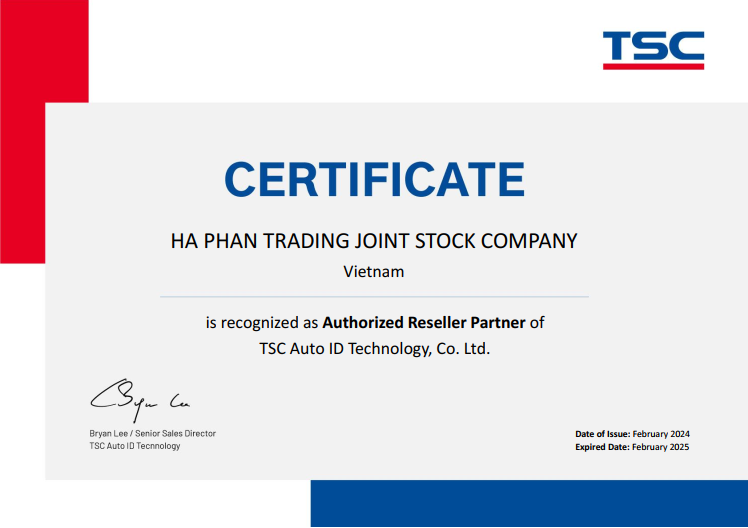 TSC
CERTIFICATE
HA PHAN TRADING JOINT STOCK COMPANY
Vietnam
is recognized as Authorized Reseller Partner of
TSC Auto ID Technology, Co. Ltd.
Bryan Lee
Bryan Lee / Senior Sales Director
TSC Auto ID Tecnnology
Date of Issue: February 2024
Expired Date: February 2025